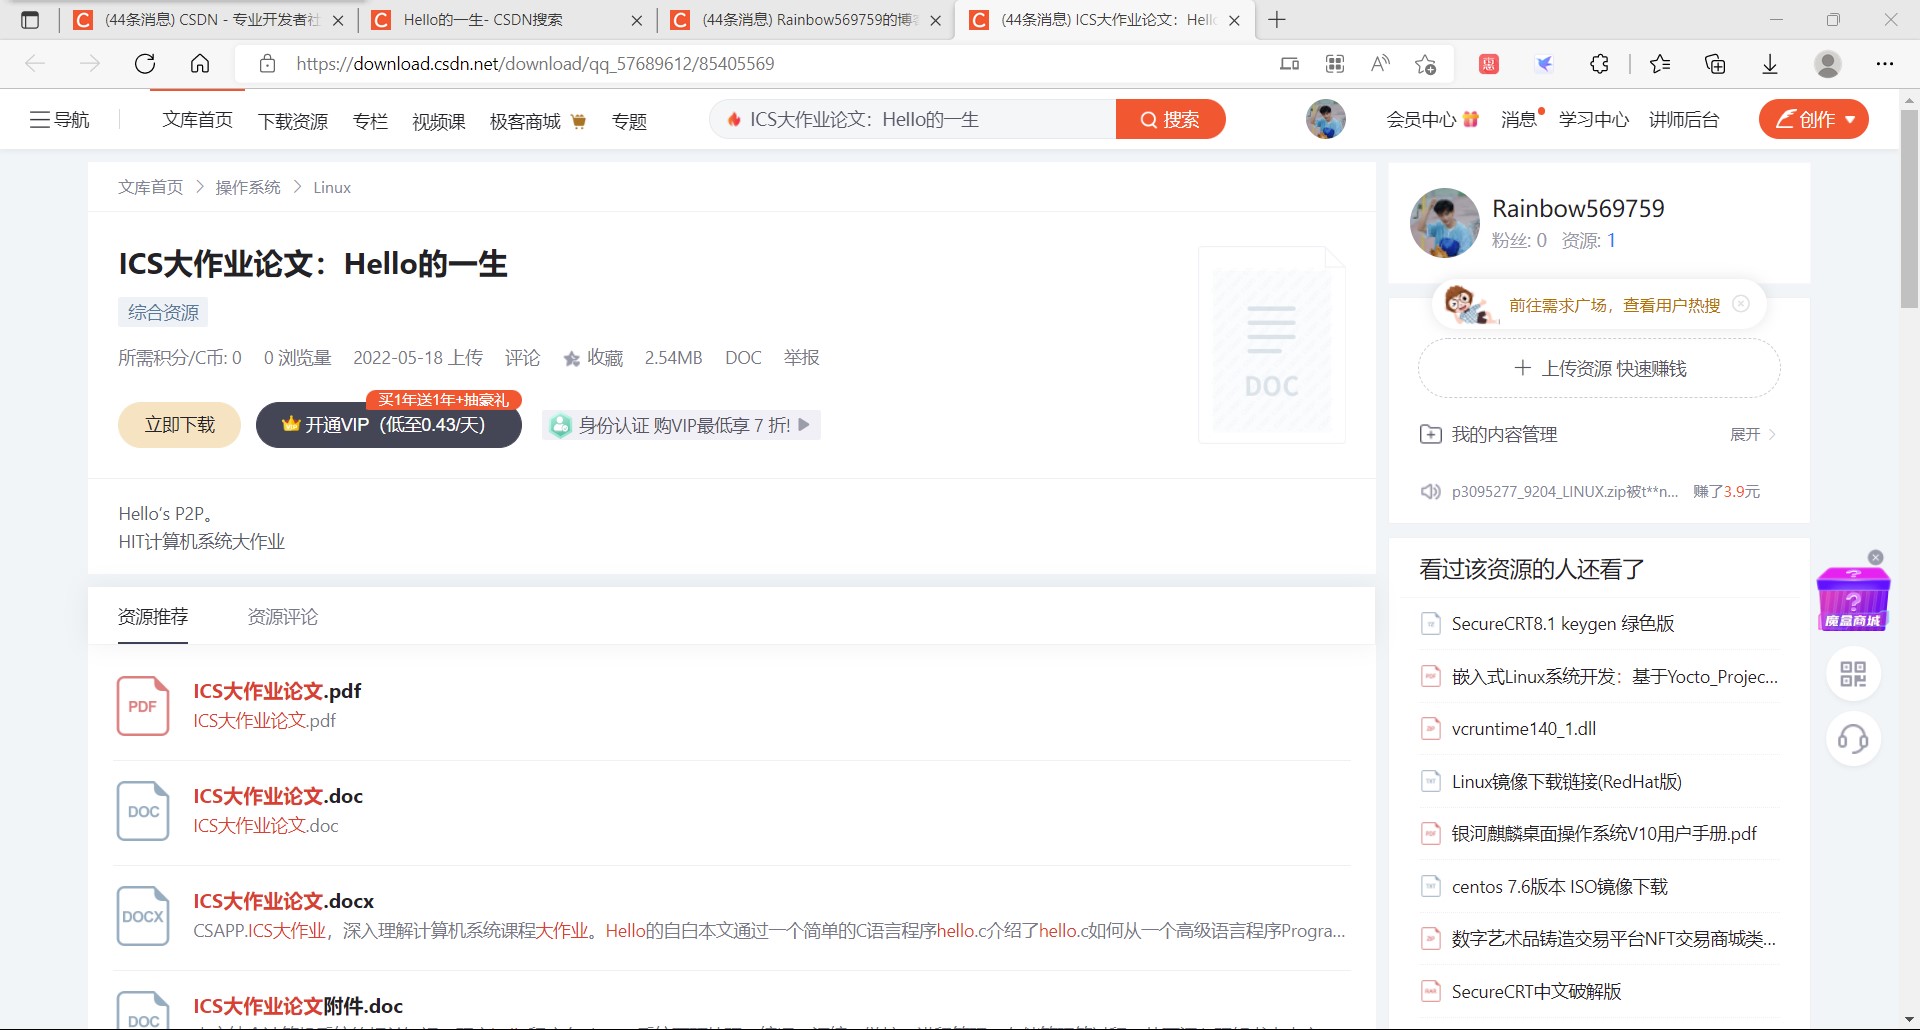 (44条消息) CSDN - 专业开发者社
Hello的一生- CSDN搜索
(44条消息) Rainbow569759的博客
(44条消息) ICS大作业论文：Hello
https://download.csdn.net/download/qq_57689612/85405569
导航
文库首页
下载资源
专栏
视频课
极客商城
专题
ICS大作业论文：Hello的一生
搜索
会员中心
消息
学习中心
讲师后台
创作
文库首页 > 操作系统 > Linux
ICS大作业论文：Hello的一生
综合资源
所需积分/C币: 0 0 浏览量 2022-05-18 上传 评论 收藏 2.54MB DOC 举报
买1年送1年+抽豪礼
立即下载
开通VIP（低至0.43/天）
身份认证 购VIP最低享 7 折!
DOC
Hello‘s P2P。
HIT计算机系统大作业
资源推荐
资源评论
PDF
ICS大作业论文.pdf
ICS大作业论文.pdf
DOC
ICS大作业论文.doc
ICS大作业论文.doc
DOCX
ICS大作业论文.docx
CSAPP.ICS大作业，深入理解计算机系统课程大作业。Hello的自白本文通过一个简单的C语言程序hello.c介绍了hello.c如何从一个高级语言程序Progra...
DOC
ICS大作业论文附件.doc
Rainbow569759
粉丝: 0 资源: 1
前往需求广场，查看用户热搜
上传资源 快速赚钱
我的内容管理
展开
p3095277_9204_LINUX.zip被t**n... 赚了3.9元
看过该资源的人还看了
SecureCRT8.1 keygen 绿色版
嵌入式Linux系统开发：基于Yocto_Projec...
vcruntime140_1.dll
Linux镜像下载链接(RedHat版)
银河麒麟桌面操作系统V10用户手册.pdf
centos 7.6版本 ISO镜像下载
数字艺术品铸造交易平台NFT交易商城类...
SecureCRT中文破解版
魔盒商城